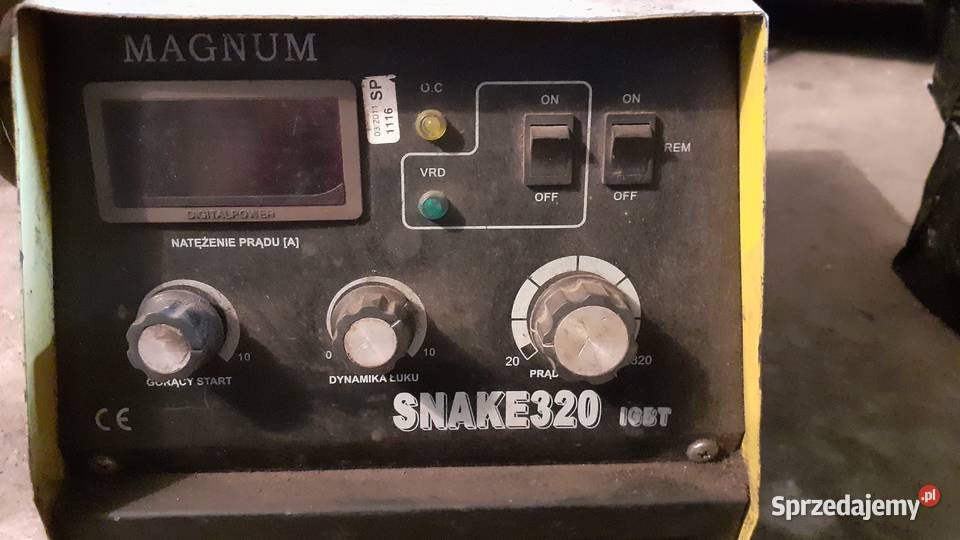 MAGNUM
03 2011 SP
1116
O.C
ON
ON
VRD
REM
OFF
OFF
DIGITALPOWER
NATĘŻENIE PRĄDU [A]
10
0
10
20
320
GORĄCY START
DYNAMIKA ŁUKU
PRĄD
CE
SNAKE320 IGBT
Sprzedajemy.pl